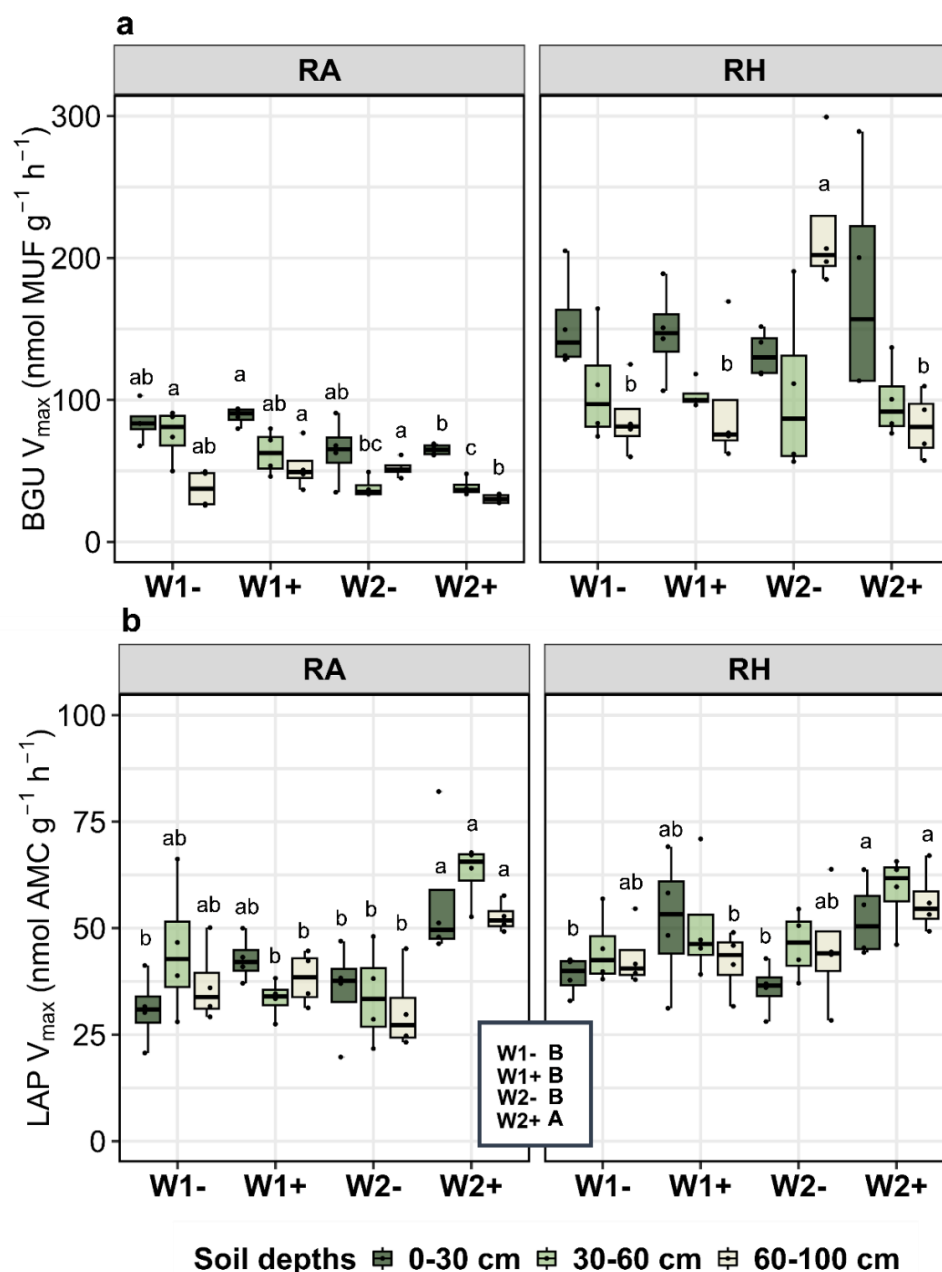 a
RA
RH
BGU Vmax (nmol MUF g⁻¹ h⁻¹)
300
200
100
0
ab
a
ab
a
ab
a
ab
bc
a
b
c
b
b
b
a
b
W1-
W1+
W2-
W2+
W1-
W1+
W2-
W2+
b
RA
RH
LAP Vmax (nmol AMC g⁻¹ h⁻¹)
100
75
50
25
0
b
ab
ab
ab
b
b
b
b
b
a
a
a
b
ab
ab
b
b
ab
a
a
W1- B
W1+ B
W2- B
W2+ A
W1-
W1+
W2-
W2+
W1-
W1+
W2-
W2+
Soil depths 0-30 cm 30-60 cm 60-100 cm